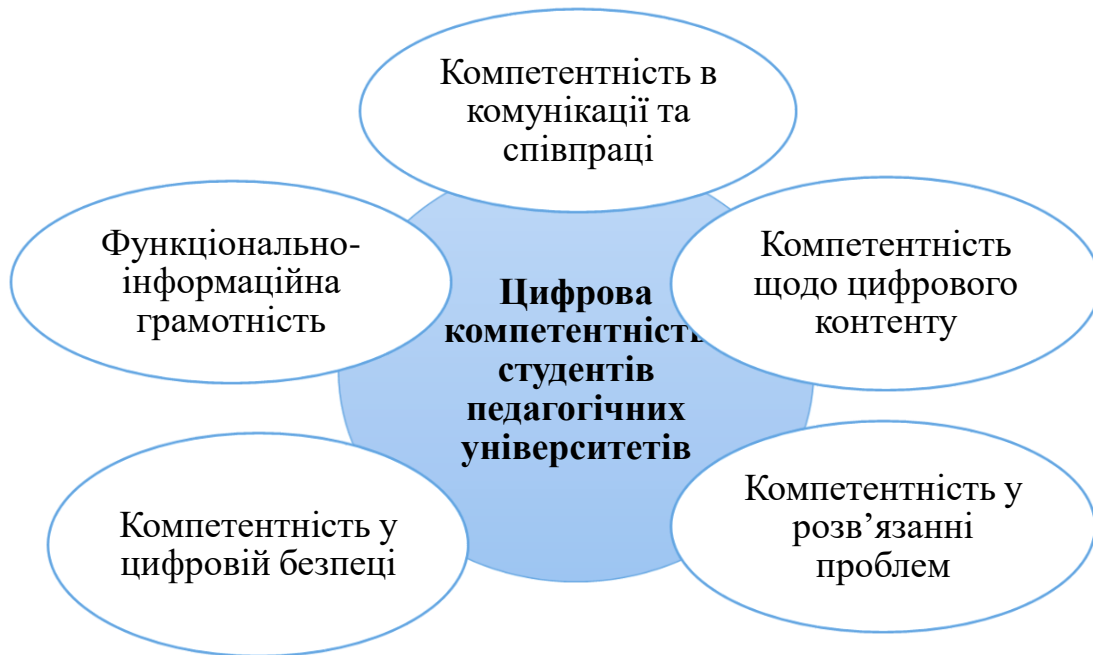 Компетентність в
комунікації та
співпраці
Функціонально-
інформаційна
грамотність
Компетентність
щодо цифрового
контенту
Цифрова
компетентність
студентів
педагогічних
університетів
Компетентність у
цифровій безпеці
Компетентність у
розв’язанні
проблем